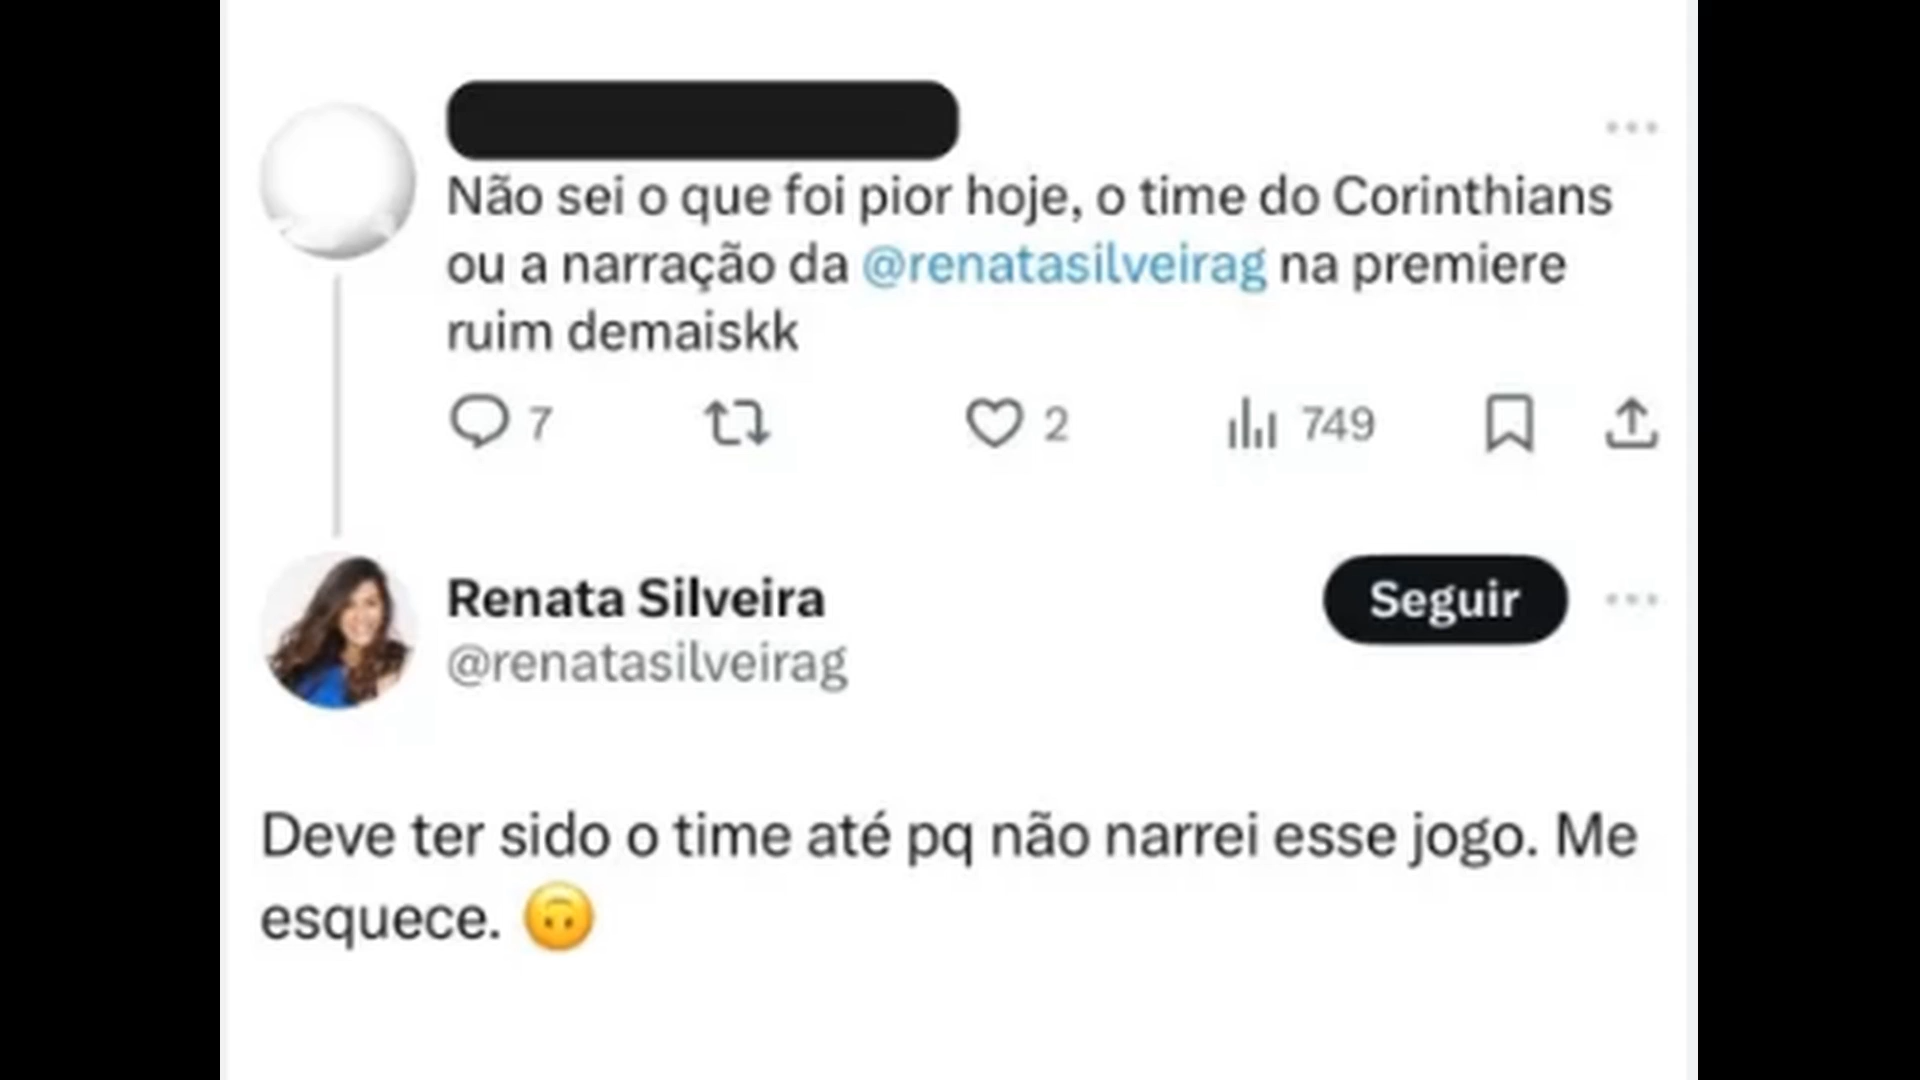 Não sei o que foi pior hoje, o time do Corinthians
ou a narração da @renatasilveirag na premiere
ruim demaiskk
7 2 749
Renata Silveira
Seguir
@renatasilveirag
Deve ter sido o time até pq não narrei esse jogo. Me
esquece. 🙃